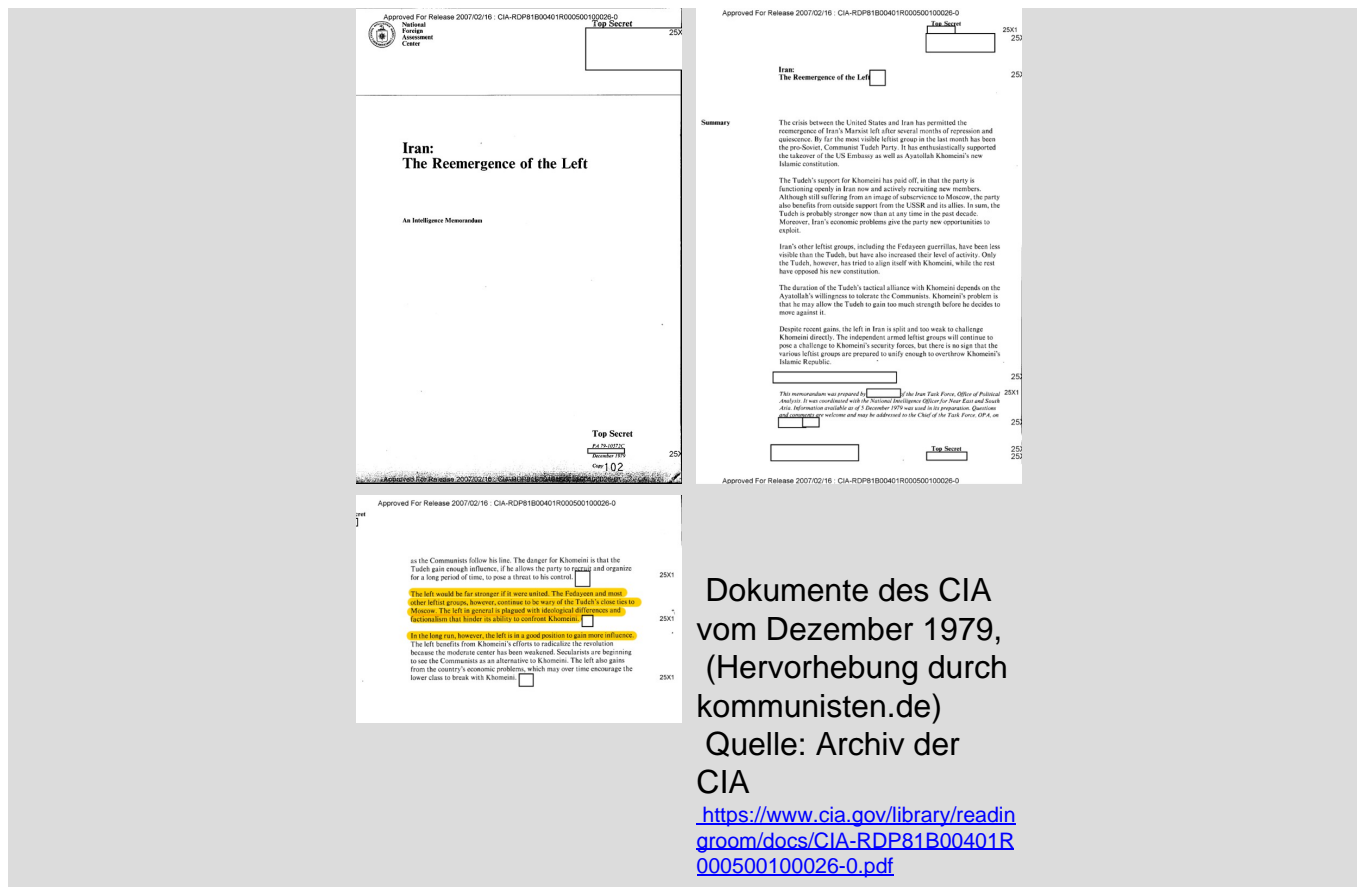 Approved For Release 2007/02/16 : CIA-RDP81B00401R000500100026-0
National
Foreign
Assessment
Center
Top Secret
25X
Iran:
The Reemergence of the Left
An Intelligence Memorandum
Top Secret
PA 79-10572C
December 1979
25X
Copy 102
Approved For Release 2007/02/16 : CIA-RDP81B00401R000500100026-0
Approved For Release 2007/02/16 : CIA-RDP81B00401R000500100026-0
Top Secret
25X1
25X
Iran:
The Reemergence of the Left
25X
Summary
The crisis between the United States and Iran has permitted the
reemergence of Iran's Marxist left after several months of repression and
quiescence. By far the most visible leftist group in the last month has been
the pro-Soviet, Communist Tudeh Party. It has enthusiastically supported
the takeover of the US Embassy as well as Ayatollah Khomeini's new
Islamic constitution.
The Tudeh's support for Khomeini has paid off, in that the party is
functioning openly in Iran now and actively recruiting new members.
Although still suffering from an image of subservience to Moscow, the party
also benefits from outside support from the USSR and its allies. In sum, the
Tudeh is probably stronger now than at any time in the past decade.
Moreover, Iran's economic problems give the party new opportunities to
exploit.
Iran's other leftist groups, including the Fedayeen guerrillas, have been less
visible than the Tudeh, but have also increased their level of activity. Only
the Tudeh, however, has tried to align itself with Khomeini, while the rest
have opposed his new constitution.
The duration of the Tudeh's tactical alliance with Khomeini depends on the
Ayatollah's willingness to tolerate the Communists. Khomeini's problem is
that he may allow the Tudeh to gain too much strength before he decides to
move against it.
Despite recent gains, the left in Iran is split and too weak to challenge
Khomeini directly. The independent armed leftist groups will continue to
pose a challenge to Khomeini's security forces, but there is no sign that the
various leftist groups are prepared to unify enough to overthrow Khomeini's
Islamic Republic.
25X
This memorandum was prepared by of the Iran Task Force, Office of Political
25X1
Analysis. It was coordinated with the National Intelligence Officer for Near East and South
Asia. Information available as of 5 December 1979 was used in its preparation. Questions
and comments are welcome and may be addressed to the Chief of the Task Force, OPA, on
25X
Top Secret
25X
25X
Approved For Release 2007/02/16 : CIA-RDP81B00401R000500100026-0
Approved For Release 2007/02/16 : CIA-RDP81B00401R000500100026-0
cret
as the Communists follow his line. The danger for Khomeini is that the
Tudeh gain enough influence, if he allows the party to recruit and organize
for a long period of time, to pose a threat to his control.
25X1
The left would be far stronger if it were united. The Fedayeen and most
other leftist groups, however, continue to be wary of the Tudeh's close ties to
Moscow. The left in general is plagued with ideological differences and
factionalism that hinder its ability to confront Khomeini.
25X1
In the long run, however, the left is in a good position to gain more influence.
The left benefits from Khomeini's efforts to radicalize the revolution
because the moderate center has been weakened. Secularists are beginning
to see the Communists as an alternative to Khomeini. The left also gains
from the country's economic problems, which may over time encourage the
lower class to break with Khomeini.
25X1
Dokumente des CIA
vom Dezember 1979,
(Hervorhebung durch
kommunisten.de)
Quelle: Archiv der
CIA
https://www.cia.gov/library/readin
groom/docs/CIA-RDP81B00401R
000500100026-0.pdf